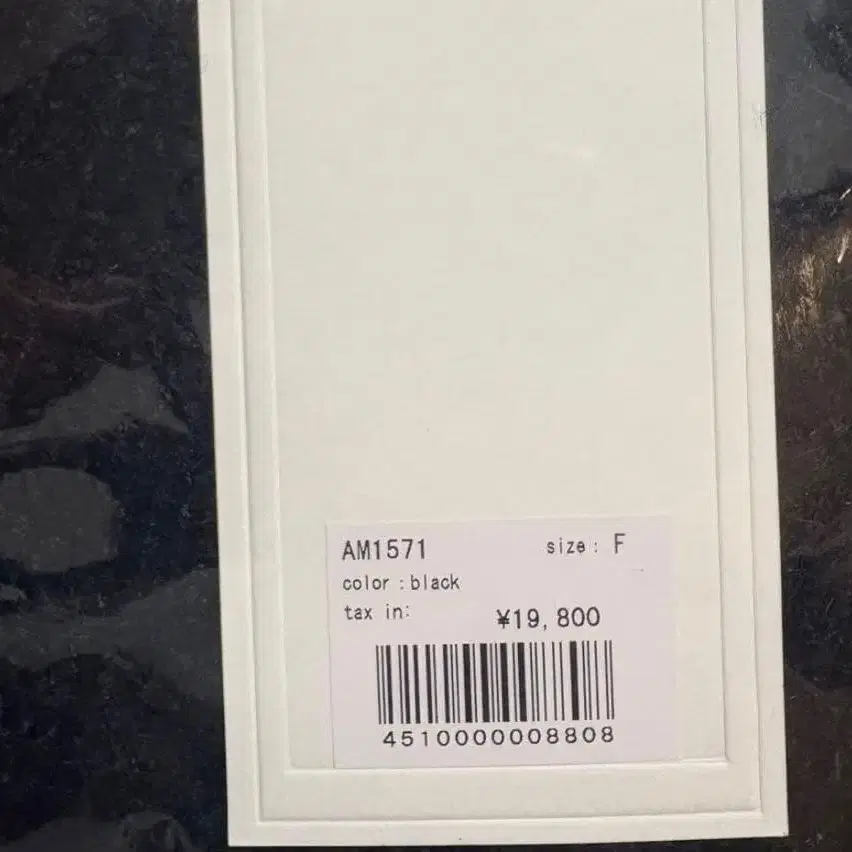 AM1571 size: F
color :black
tax in: ¥19,800
4510000008808